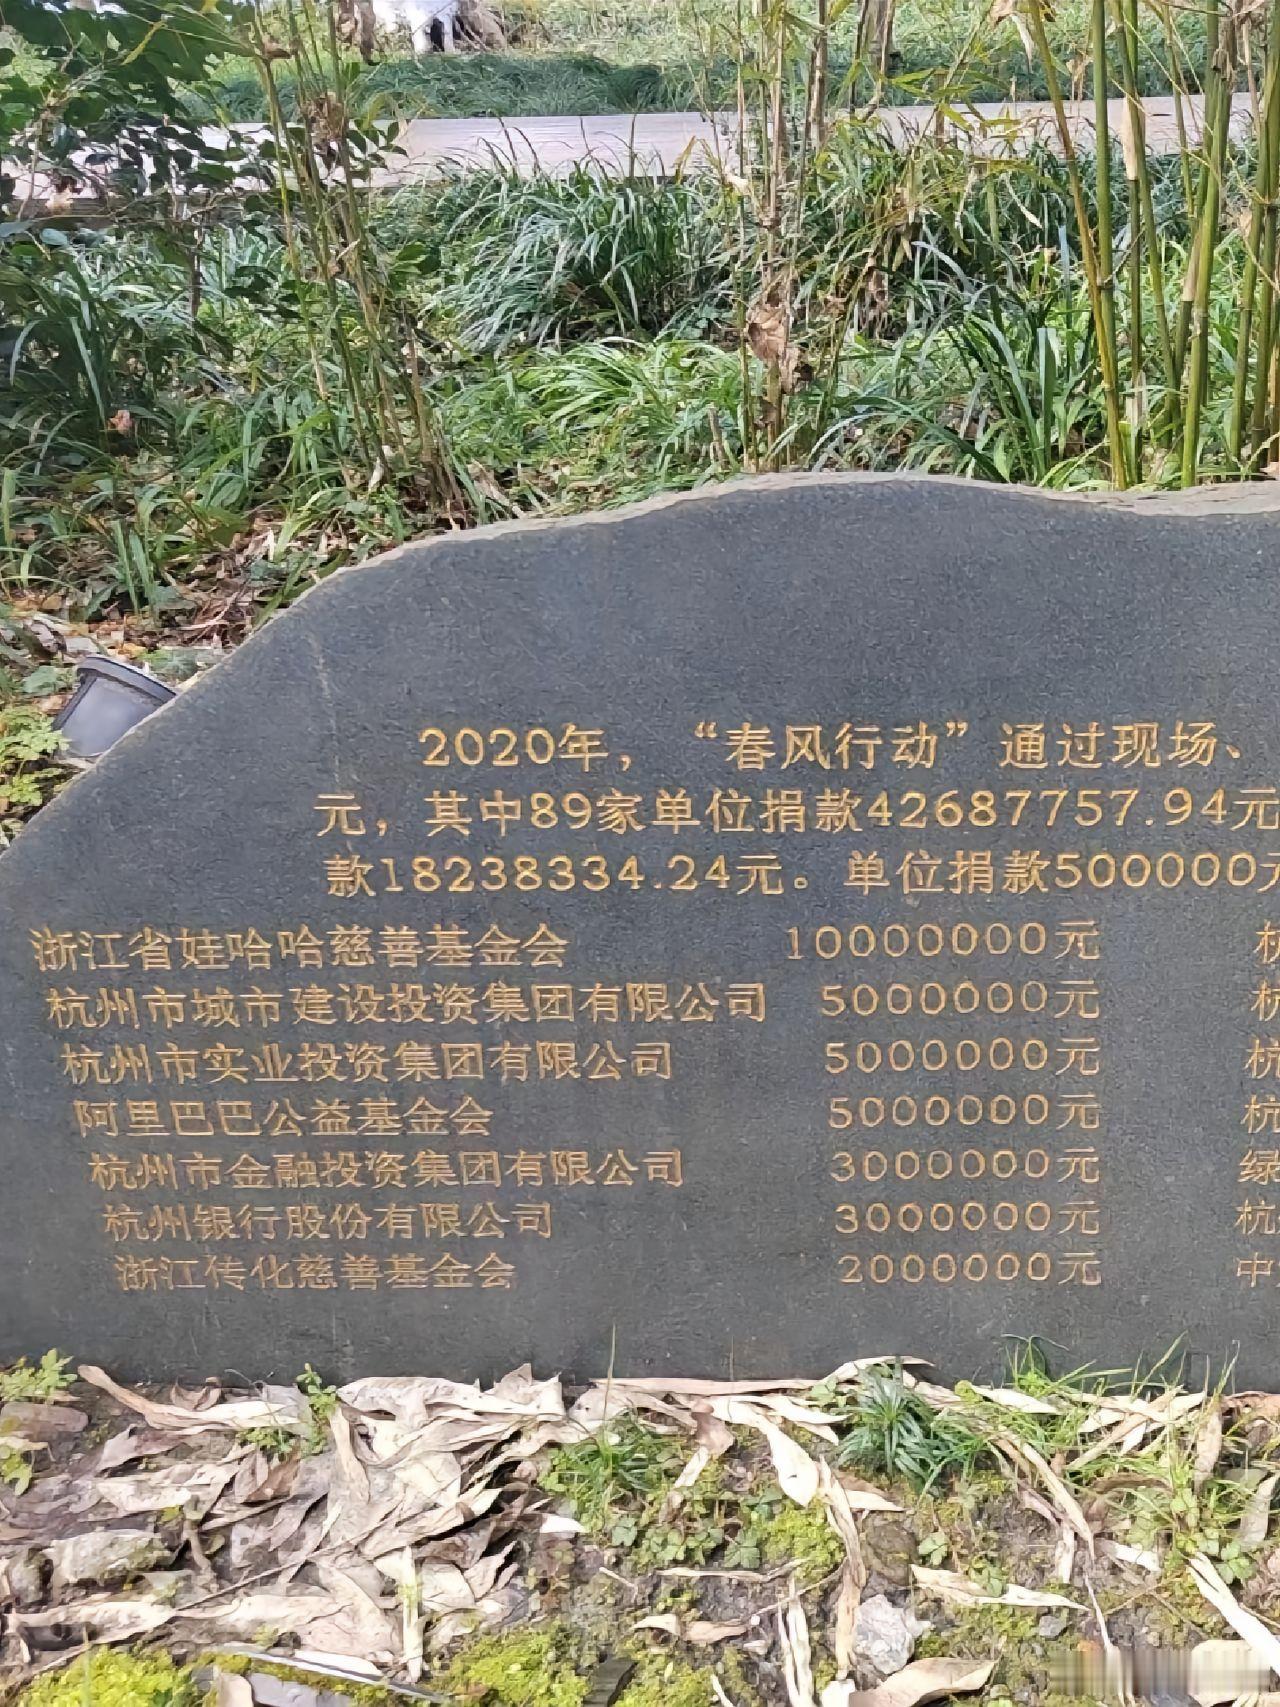 2020年，“春风行动”通过现场、
元，其中89家单位捐款42687757.94元
款18238334.24元。单位捐款500000元
浙江省娃哈哈慈善基金会 10000000元 杭
杭州市城市建设投资集团有限公司 5000000元 杭
杭州市实业投资集团有限公司 5000000元 杭
阿里巴巴公益基金会 5000000元 杭
杭州市金融投资集团有限公司 3000000元 绿
杭州银行股份有限公司 3000000元 杭
浙江传化慈善基金会 2000000元 中